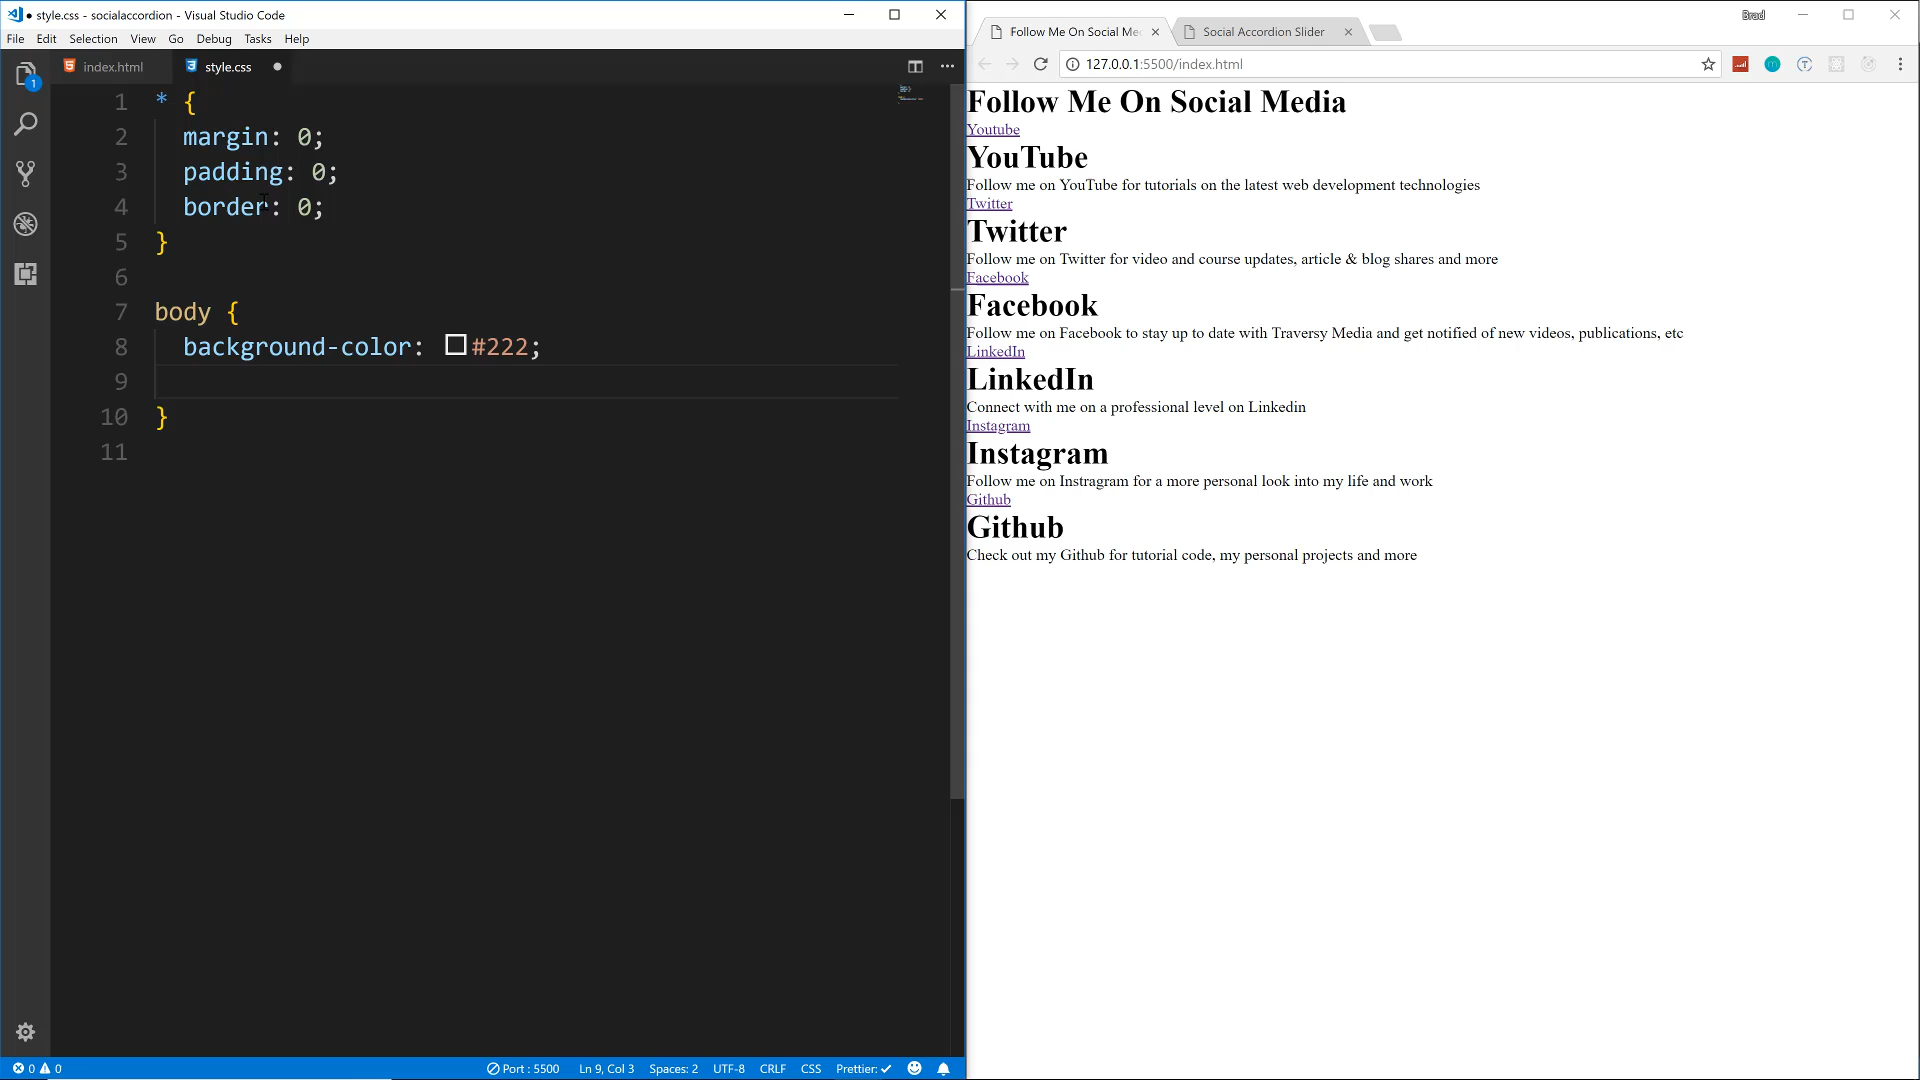 style.css - socialaccordion - Visual Studio Code
File Edit Selection View Go Debug Tasks Help
index.html style.css
1 * {
2 margin: 0;
3 padding: 0;
4 border: 0;
5 }
6
7 body {
8 background-color: #222;
9
10 }
11
1
0 0 Port : 5500 Ln 9, Col 3 Spaces: 2 UTF-8 CRLF CSS Prettier: ✓
Brad
Follow Me On Social Me Social Accordion Slider
127.0.0.1:5500/index.html
Follow Me On Social Media
Youtube
YouTube
Follow me on YouTube for tutorials on the latest web development technologies
Twitter
Twitter
Follow me on Twitter for video and course updates, article & blog shares and more
Facebook
Facebook
Follow me on Facebook to stay up to date with Traversy Media and get notified of new videos, publications, etc
LinkedIn
LinkedIn
Connect with me on a professional level on Linkedin
Instagram
Instagram
Follow me on Instragram for a more personal look into my life and work
Github
Github
Check out my Github for tutorial code, my personal projects and more